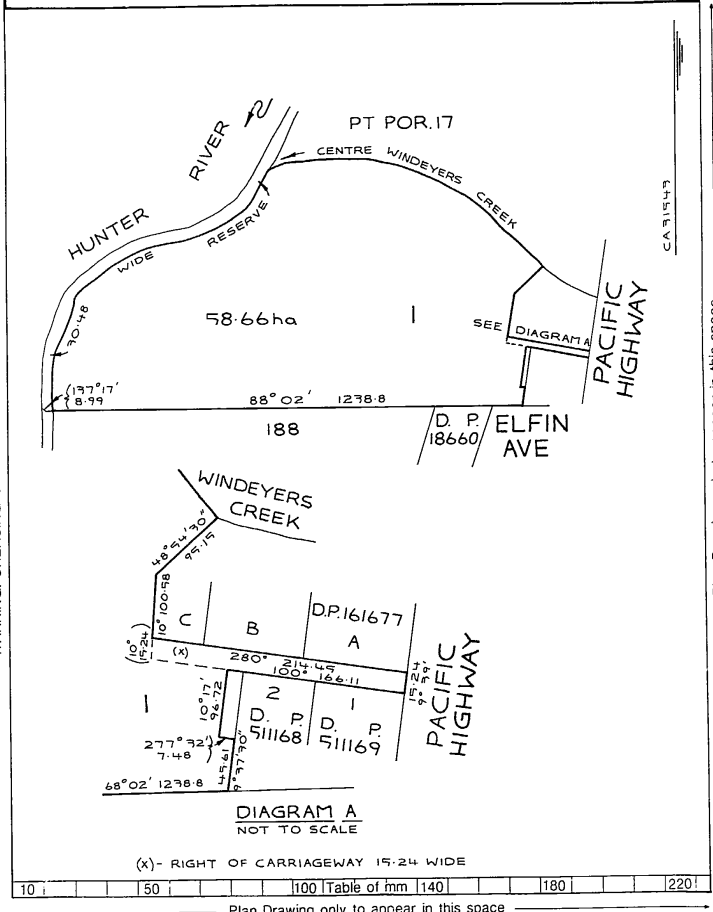 HUNTER RIVER
PT POR.17
CENTRE WINDEYERS CREEK
WIDE RESERVE
30.48
CA31543
58.66ha
1
SEE DIAGRAM A
PACIFIC
HIGHWAY
137°17'
8.99
88° 02' 1238.8
188
D. P.
18660
ELFIN
AVE
WINDEYERS
CREEK
48°54'30"
95.15
10° 100.58
C
B
D.P.161677
A
10°
15.24
(x)
280° 214.45
100° 166.11
15.24
9° 39'
PACIFIC
HIGHWAY
1
10°17'
96.72
2
D. P.
511168
1
D. P.
511169
277°32'
7.48
45.61
9°37'30"
68°02' 1238.8
DIAGRAM A
NOT TO SCALE
(x)- RIGHT OF CARRIAGEWAY 15.24 WIDE
10 50 100 Table of mm 140 180 220
Plan Drawing only to appear in this space